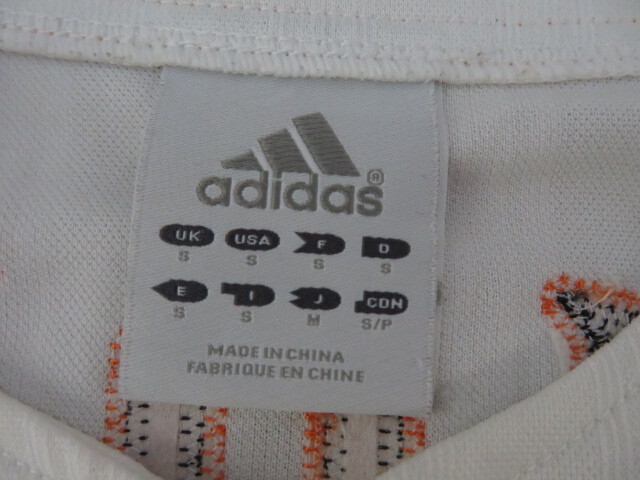 adidas®
UK USA F D
S S S S
E I J CDN
S S M S/P
MADE IN CHINA
FABRIQUE EN CHINE